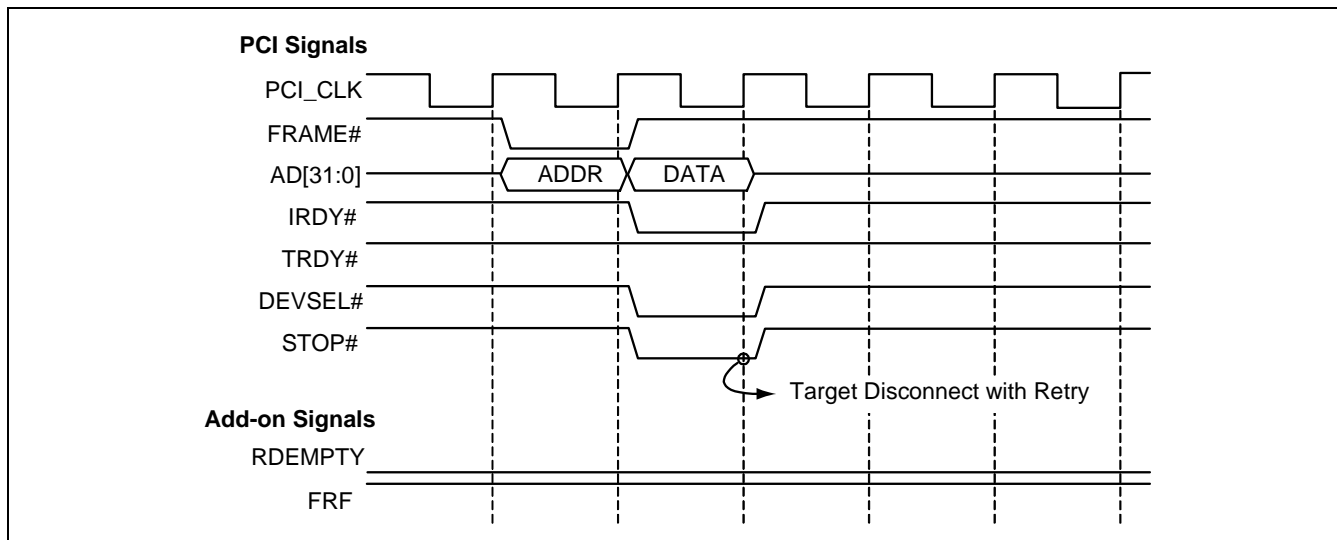 PCI Signals
PCI_CLK
FRAME#
AD[31:0] ADDR DATA
IRDY#
TRDY#
DEVSEL#
STOP#
Target Disconnect with Retry
Add-on Signals
RDEMPTY
FRF